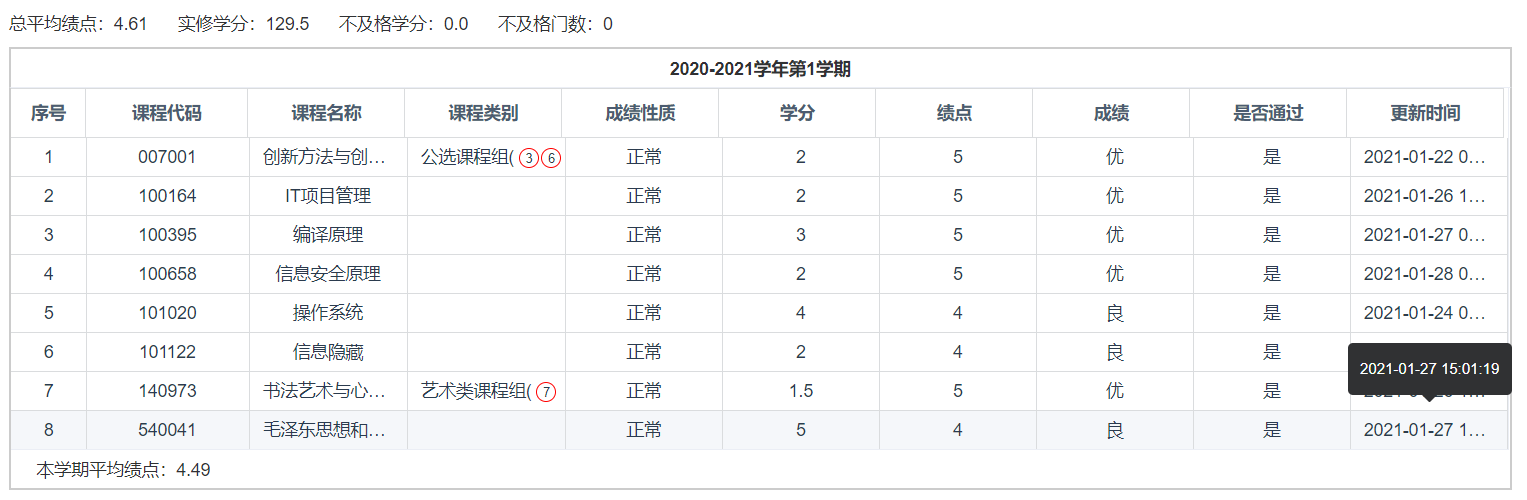 总平均绩点：4.61 实修学分：129.5 不及格学分：0.0 不及格门数：0
2020-2021学年第1学期
序号 课程代码 课程名称 课程类别 成绩性质 学分 绩点 成绩 是否通过 更新时间
1 007001 创新方法与创... 公选课程组( ③⑥ 正常 2 5 优 是 2021-01-22 0...
2 100164 IT项目管理 正常 2 5 优 是 2021-01-26 1...
3 100395 编译原理 正常 3 5 优 是 2021-01-27 0...
4 100658 信息安全原理 正常 2 5 优 是 2021-01-28 0...
5 101020 操作系统 正常 4 4 良 是 2021-01-24 0...
6 101122 信息隐藏 正常 2 4 良 是
2021-01-27 15:01:19
7 140973 书法艺术与心... 艺术类课程组( ⑦ 正常 1.5 5 优 是
8 540041 毛泽东思想和... 正常 5 4 良 是 2021-01-27 1...
本学期平均绩点：4.49